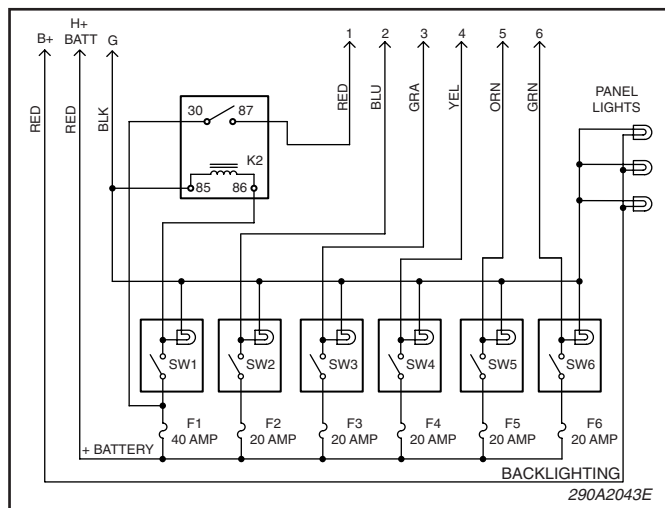 H+
B+ BATT G 1 2 3 4 5 6
RED RED BLK RED BLU GRA YEL ORN GRN
PANEL
LIGHTS
30 87
K2
85 86
SW1 SW2 SW3 SW4 SW5 SW6
F1 F2 F3 F4 F5 F6
40 AMP 20 AMP 20 AMP 20 AMP 20 AMP 20 AMP
+ BATTERY
BACKLIGHTING
290A2043E